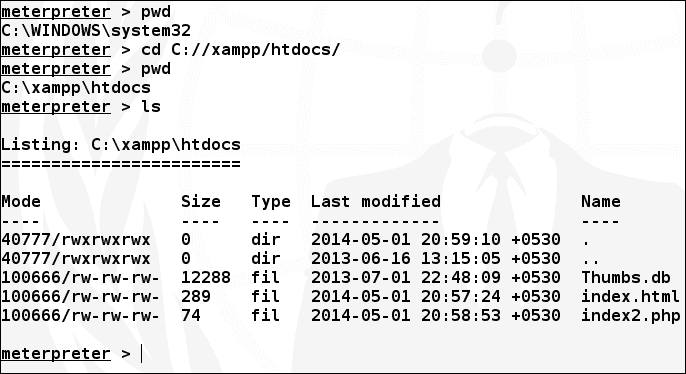 meterpreter > pwd
C:\WINDOWS\system32
meterpreter > cd C://xampp/htdocs/
meterpreter > pwd
C:\xampp\htdocs
meterpreter > ls
Listing: C:\xampp\htdocs
========================
Mode Size Type Last modified Name
---- ---- ---- ------------- ----
40777/rwxrwxrwx 0 dir 2014-05-01 20:59:10 +0530 .
40777/rwxrwxrwx 0 dir 2013-06-16 13:15:05 +0530 ..
100666/rw-rw-rw- 12288 fil 2013-07-01 22:48:09 +0530 Thumbs.db
100666/rw-rw-rw- 289 fil 2014-05-01 20:57:24 +0530 index.html
100666/rw-rw-rw- 74 fil 2014-05-01 20:58:53 +0530 index2.php
meterpreter >